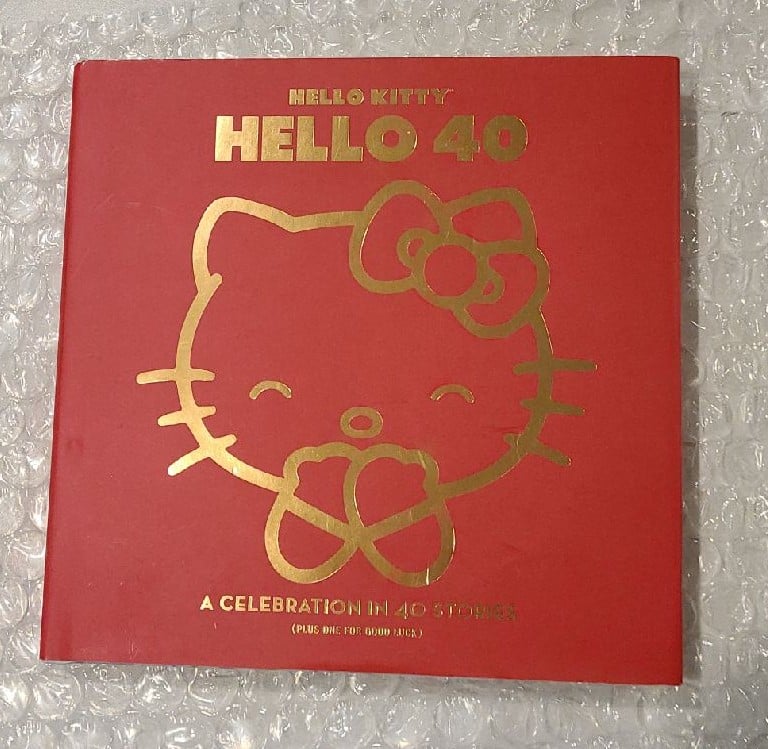 HELLO KITTY™
HELLO 40
A CELEBRATION IN 40 STORIES
(PLUS ONE FOR GOOD LUCK)